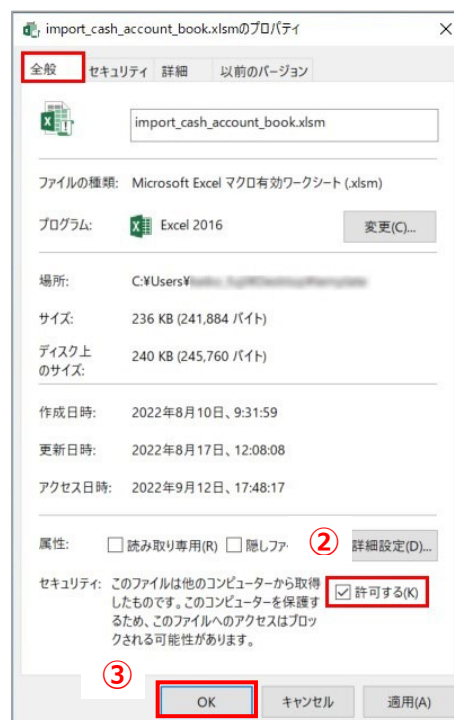 import_cash_account_book.xlsmのプロパティ
全般 セキュリティ 詳細 以前のバージョン
import_cash_account_book.xlsm
ファイルの種類: Microsoft Excel マクロ有効ワークシート (.xlsm)
プログラム: Excel 2016 変更(C)...
場所: C:¥Users¥
サイズ: 236 KB (241,884 バイト)
ディスク上
のサイズ: 240 KB (245,760 バイト)
作成日時: 2022年8月10日、9:31:59
更新日時: 2022年8月17日、12:08:08
アクセス日時: 2022年9月12日、17:48:17
属性: 読み取り専用(R) 隠しファ ② 詳細設定(D)...
セキュリティ: このファイルは他のコンピューターから取得 許可する(K)
したものです。このコンピューターを保護す
るため、このファイルへのアクセスはブロッ
クされる可能性があります。
③
OK キャンセル 適用(A)